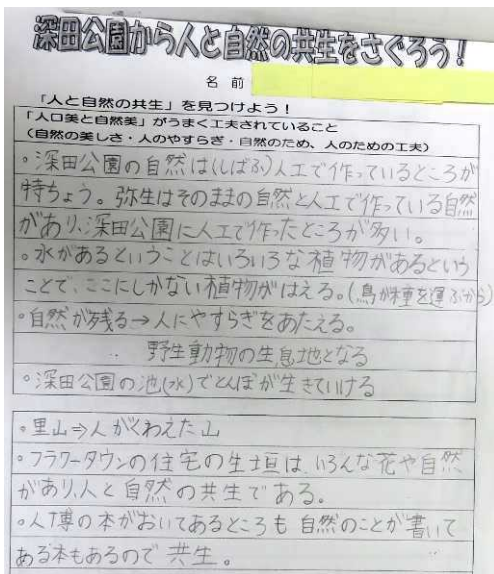 深田公園から人と自然の共生をさぐろう！
名前
「人と自然の共生」を見つけよう！
「人口美と自然美」がうまく工夫されていること
（自然の美しさ・人のやすらぎ・自然のため、人のための工夫）
◦深田公園の自然は(しばふ)人工で作っているところが
特ちょう。弥生はそのままの自然と人工で作っている自然
があり、深田公園に人工で作ったところが多い。
◦水があるということはいろいろな植物があるという
ことで、ここにしかない植物がはえる。(鳥が種を運ぶから)
◦自然が残る→人にやすらぎをあたえる。
野生動物の生息地となる
◦深田公園の池(水)でとんぼが生きていける
◦里山⇒人がくわえた山
◦フラワータウンの住宅の生垣は、いろんな花や自然
があり、人と自然の共生である。
◦人博の本がおいてあるところも自然のことが書いて
ある本もあるので共生。